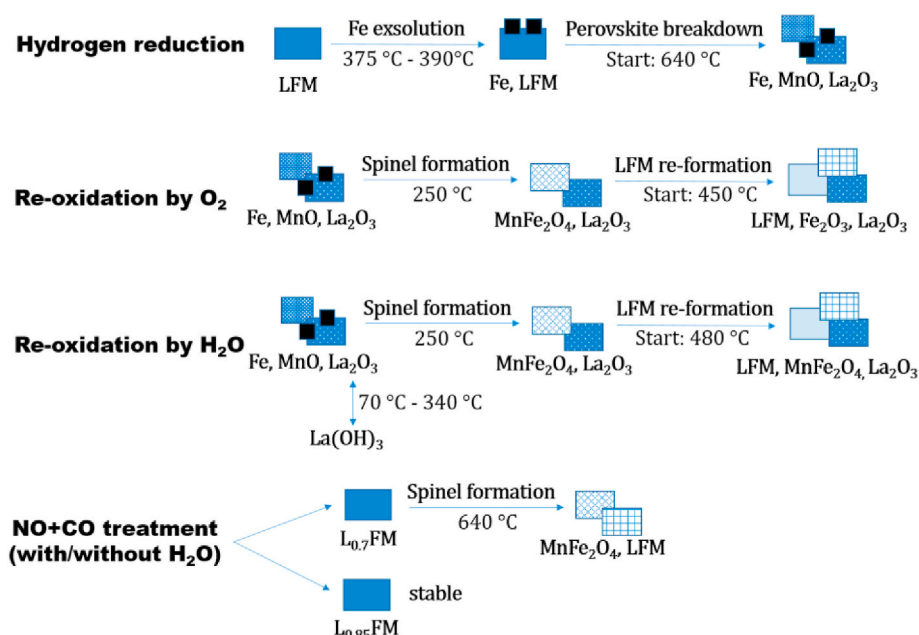 Hydrogen reduction
LFM
Fe exsolution
375 °C - 390°C
Fe, LFM
Perovskite breakdown
Start: 640 °C
Fe, MnO, La₂O₃
Re-oxidation by O₂
Fe, MnO, La₂O₃
Spinel formation
250 °C
MnFe₂O₄, La₂O₃
LFM re-formation
Start: 450 °C
LFM, Fe₂O₃, La₂O₃
Re-oxidation by H₂O
Fe, MnO, La₂O₃
Spinel formation
250 °C
MnFe₂O₄, La₂O₃
LFM re-formation
Start: 480 °C
LFM, MnFe₂O₄, La₂O₃
70 °C - 340 °C
La(OH)₃
NO+CO treatment
(with/without H₂O)
L₀.₇FM
Spinel formation
640 °C
MnFe₂O₄, LFM
stable
L₀.₈₅FM